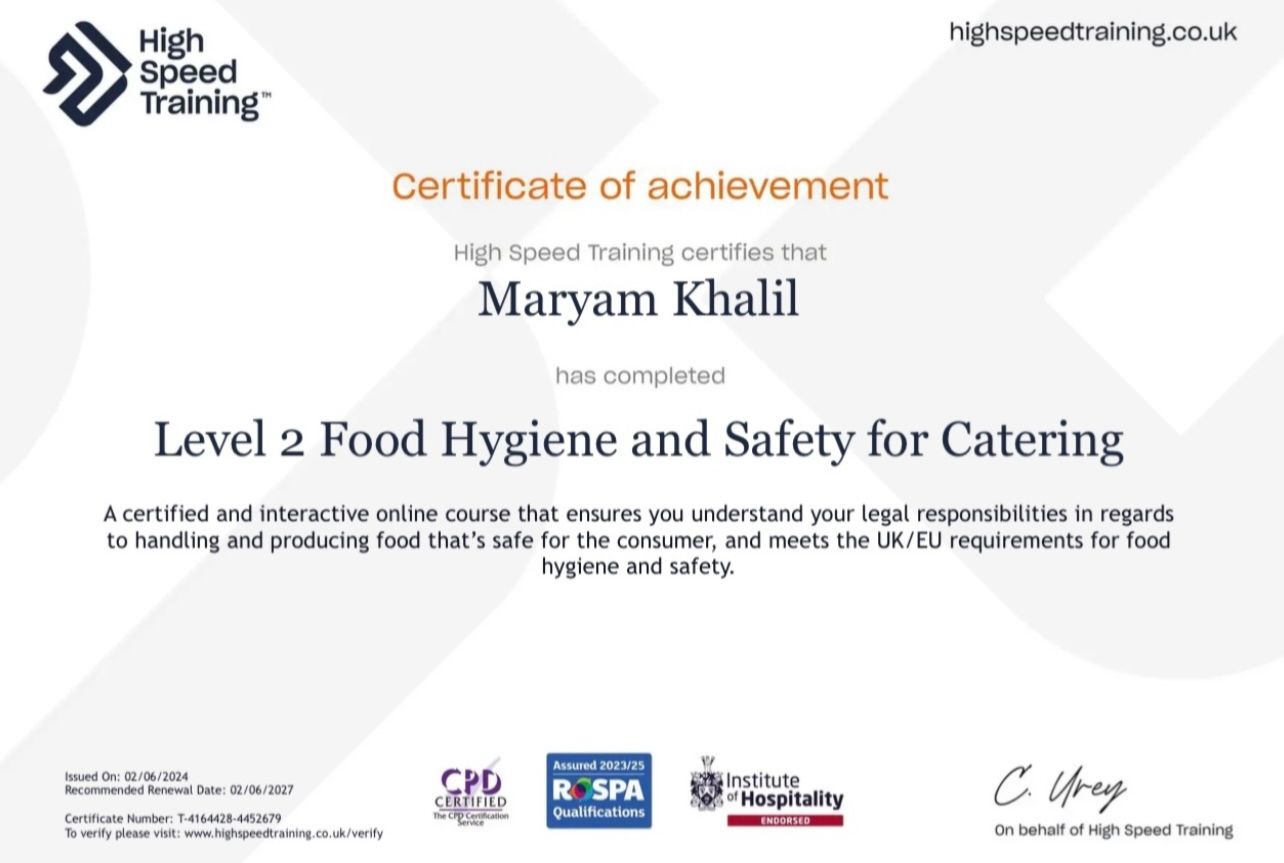 High
Speed
Training™
highspeedtraining.co.uk
Certificate of achievement
High Speed Training certifies that
Maryam Khalil
has completed
Level 2 Food Hygiene and Safety for Catering
A certified and interactive online course that ensures you understand your legal responsibilities in regards
to handling and producing food that's safe for the consumer, and meets the UK/EU requirements for food
hygiene and safety.
Issued On: 02/06/2024
Recommended Renewal Date: 02/06/2027
Certificate Number: T-4164428-4452679
To verify please visit: www.highspeedtraining.co.uk/verify
CPD
CERTIFIED
The CPD Certification
Service
Assured 2023/25
RoSPA
Qualifications
Institute
of Hospitality
ENDORSED
C. Urey
On behalf of High Speed Training